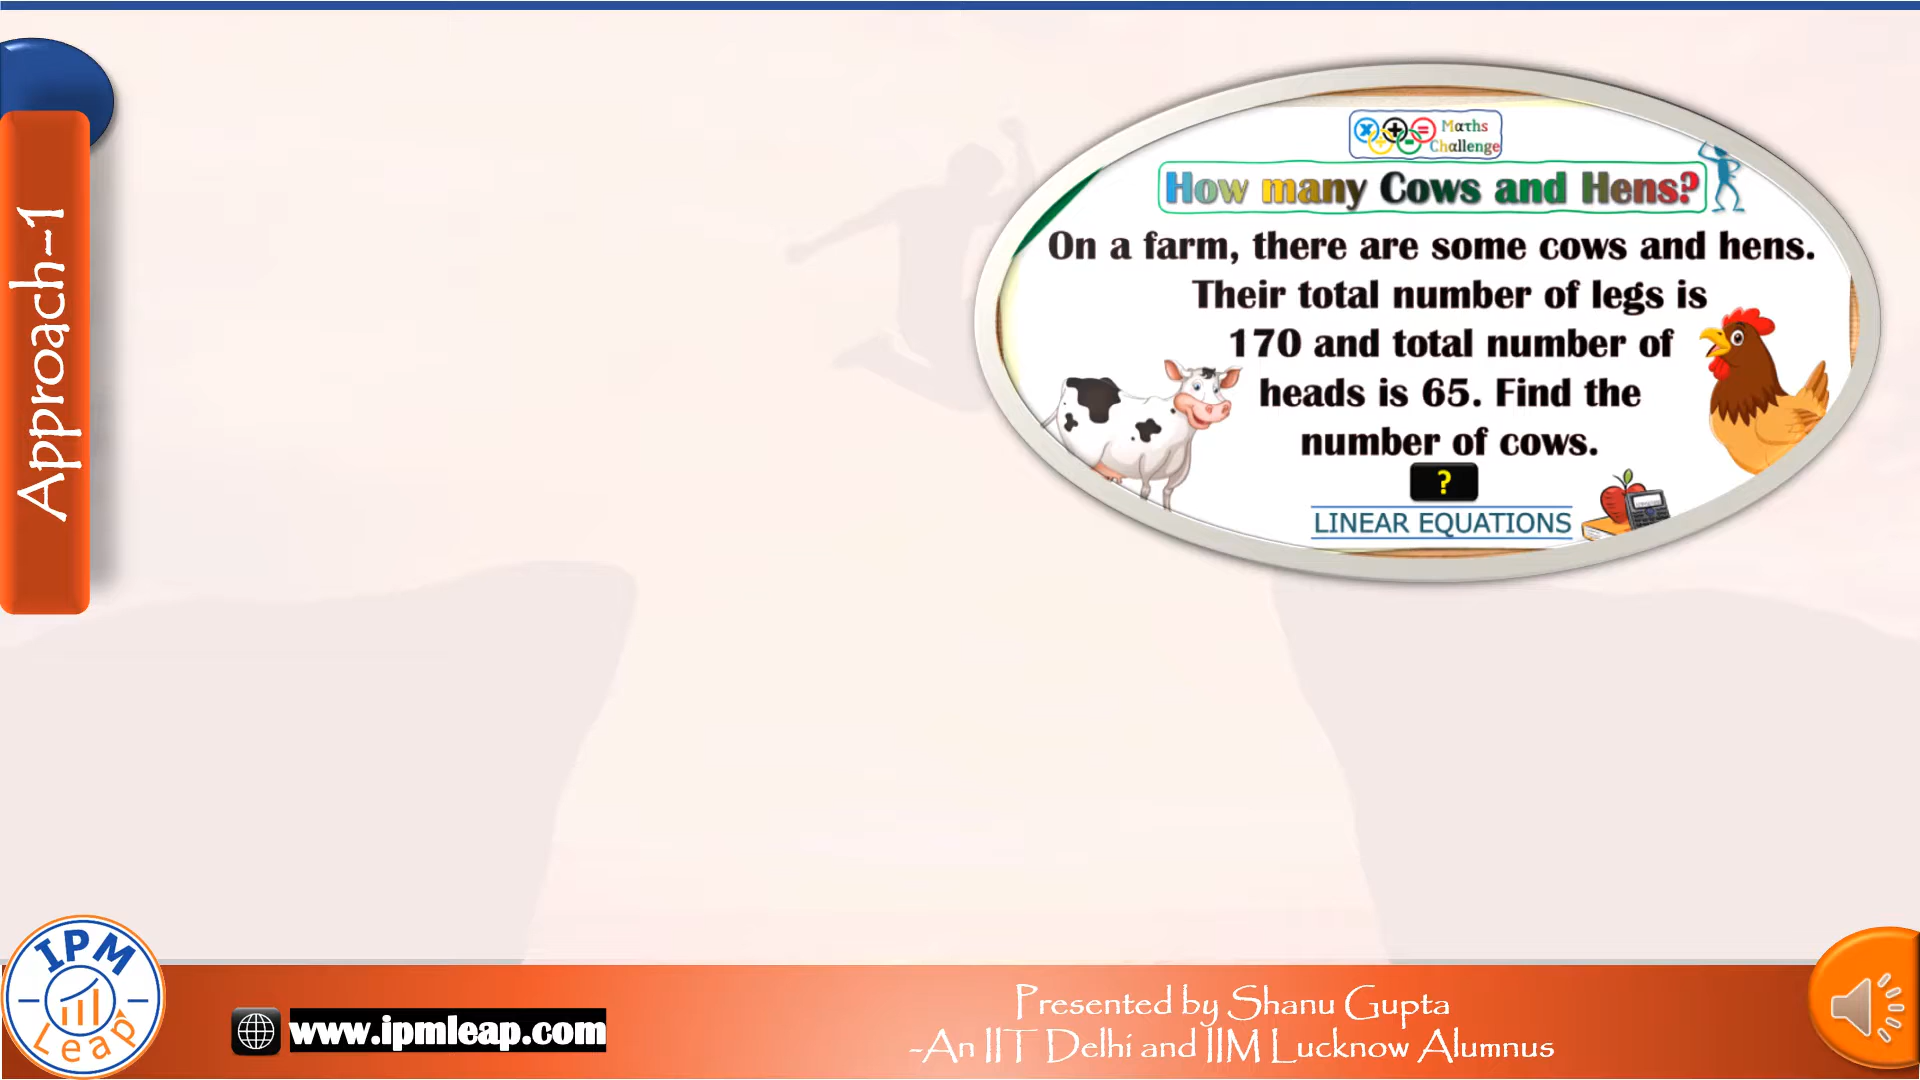 Approach-1
Maths
Challenge
How many Cows and Hens?
On a farm, there are some cows and hens.
Their total number of legs is
170 and total number of
heads is 65. Find the
number of cows.
?
LINEAR EQUATIONS
IPM
Leap
www.ipmleap.com
Presented by Shanu Gupta
-An IIT Delhi and IIM Lucknow Alumnus